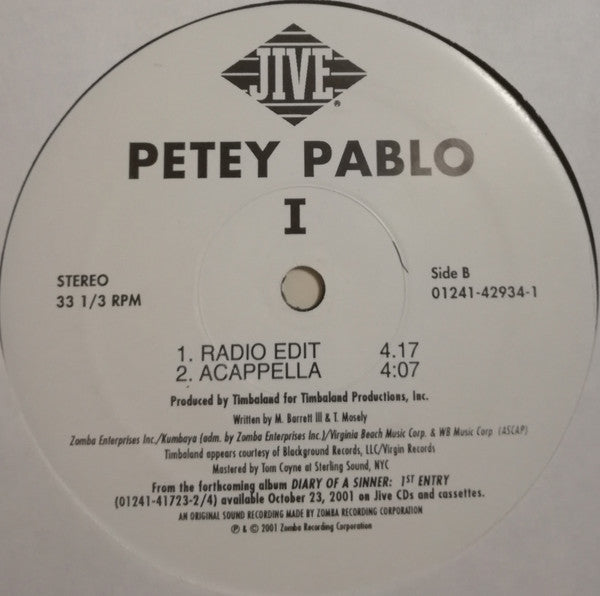 JIVE®
PETEY PABLO
I
STEREO
33 1/3 RPM
Side B
01241-42934-1
1. RADIO EDIT 4.17
2. ACAPPELLA 4:07
Produced by Timbaland for Timbaland Productions, Inc.
Written by M. Barrett III & T. Mosely
Zomba Enterprises Inc./Kumbaya (adm. by Zomba Enterprises Inc.)/Virginia Beach Music Corp. & WB Music Corp (ASCAP)
Timbaland appears courtesy of Blackground Records, LLC/Virgin Records
Mastered by Tom Coyne at Sterling Sound, NYC
From the forthcoming album DIARY OF A SINNER: 1ST ENTRY
(01241-41723-2/4) available October 23, 2001 on Jive CDs and cassettes.
AN ORIGINAL SOUND RECORDING MADE BY ZOMBA RECORDING CORPORATION
℗ & © 2001 Zomba Recording Corporation